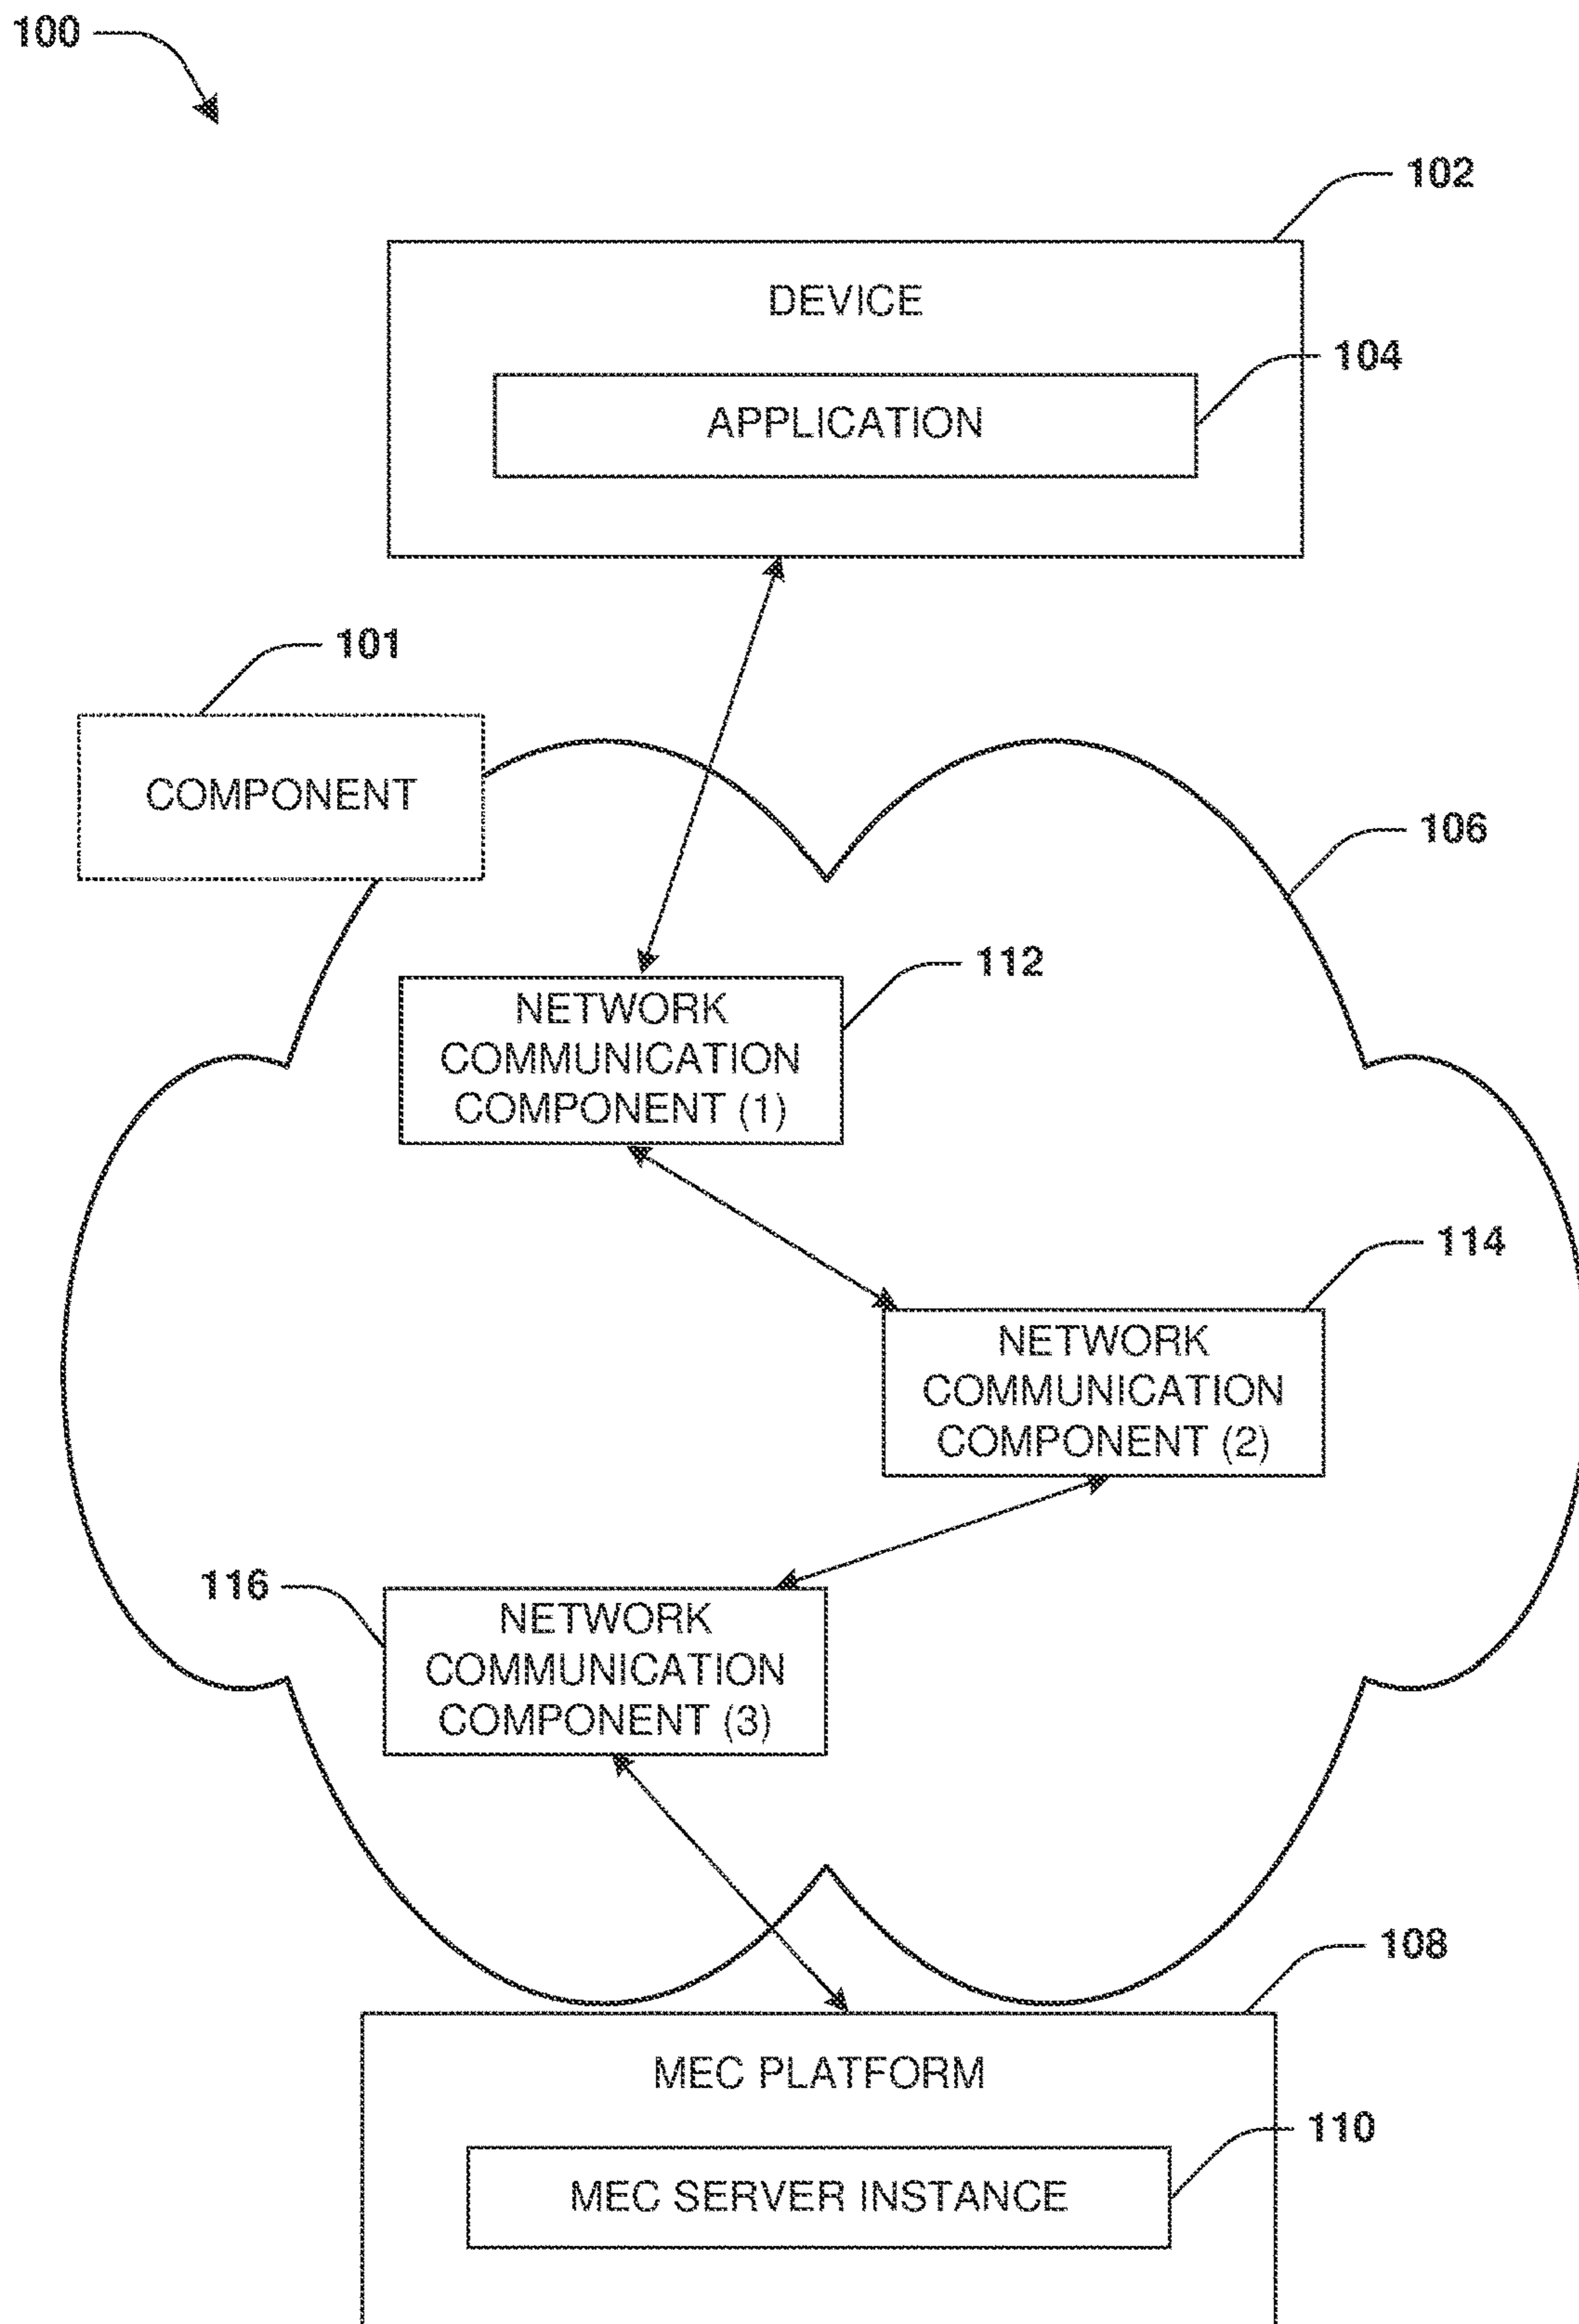 100
102
DEVICE
104
APPLICATION
101
COMPONENT
106
112
NETWORK
COMMUNICATION
COMPONENT (1)
114
NETWORK
COMMUNICATION
COMPONENT (2)
116
NETWORK
COMMUNICATION
COMPONENT (3)
108
MEC PLATFORM
110
MEC SERVER INSTANCE